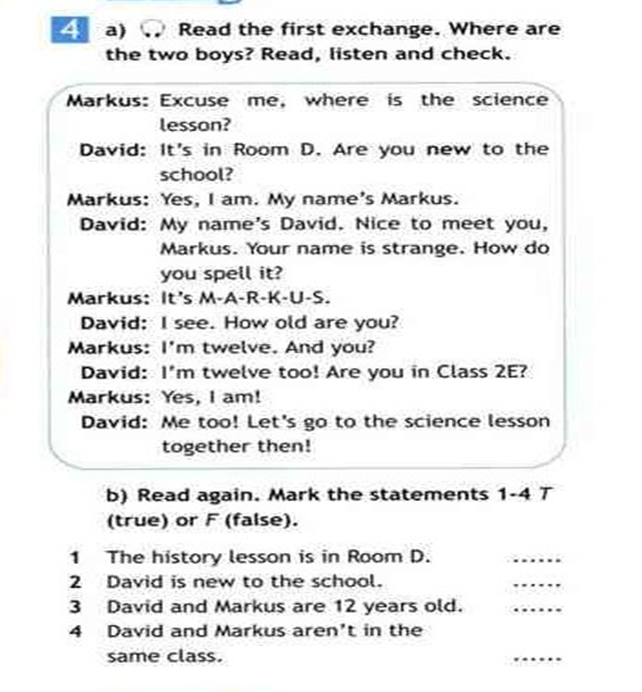 4 a) Read the first exchange. Where are
the two boys? Read, listen and check.
Markus: Excuse me, where is the science
lesson?
David: It's in Room D. Are you new to the
school?
Markus: Yes, I am. My name's Markus.
David: My name's David. Nice to meet you,
Markus. Your name is strange. How do
you spell it?
Markus: It's M-A-R-K-U-S.
David: I see. How old are you?
Markus: I'm twelve. And you?
David: I'm twelve too! Are you in Class 2E?
Markus: Yes, I am!
David: Me too! Let's go to the science lesson
together then!
b) Read again. Mark the statements 1-4 T
(true) or F (false).
1 The history lesson is in Room D. ......
2 David is new to the school. ......
3 David and Markus are 12 years old. ......
4 David and Markus aren't in the
same class. ......